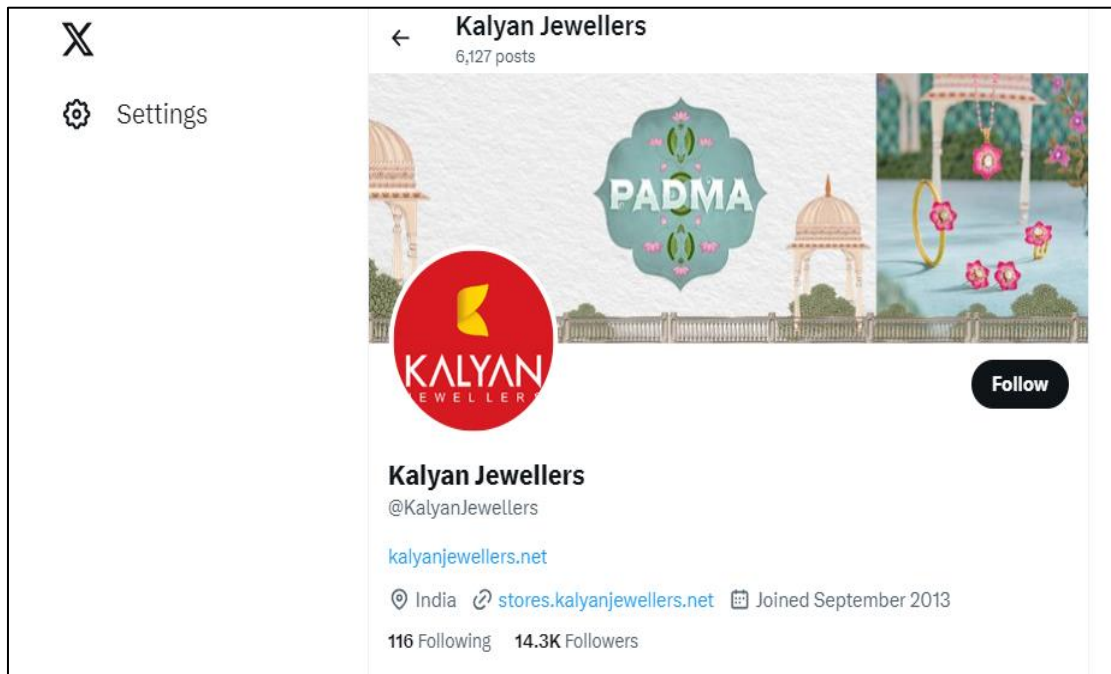 X
Settings
Kalyan Jewellers
6,127 posts
PADMA
KALYAN
JEWELLERS
Follow
Kalyan Jewellers
@KalyanJewellers
kalyanjewellers.net
India stores.kalyanjewellers.net Joined September 2013
116 Following 14.3K Followers